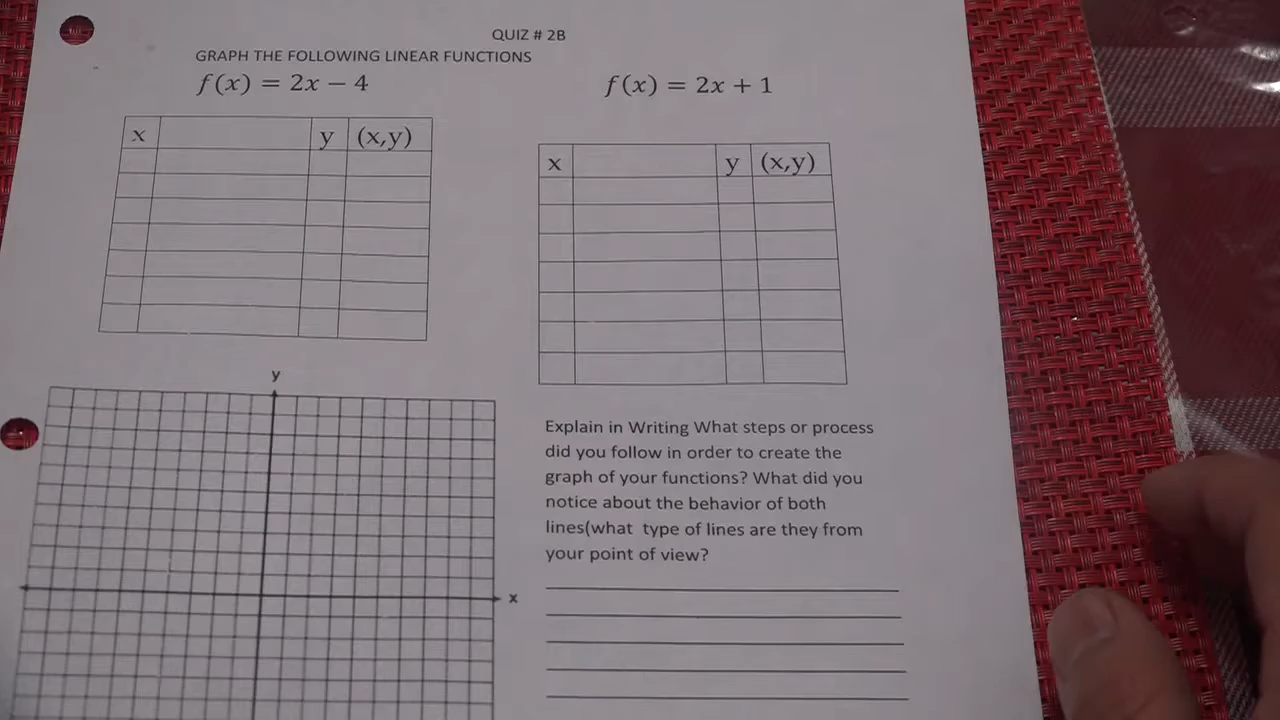 QUIZ # 2B
GRAPH THE FOLLOWING LINEAR FUNCTIONS
f(x) = 2x − 4
f(x) = 2x + 1
x y (x,y)
x y (x,y)
y
x
Explain in Writing What steps or process
did you follow in order to create the
graph of your functions? What did you
notice about the behavior of both
lines(what type of lines are they from
your point of view?